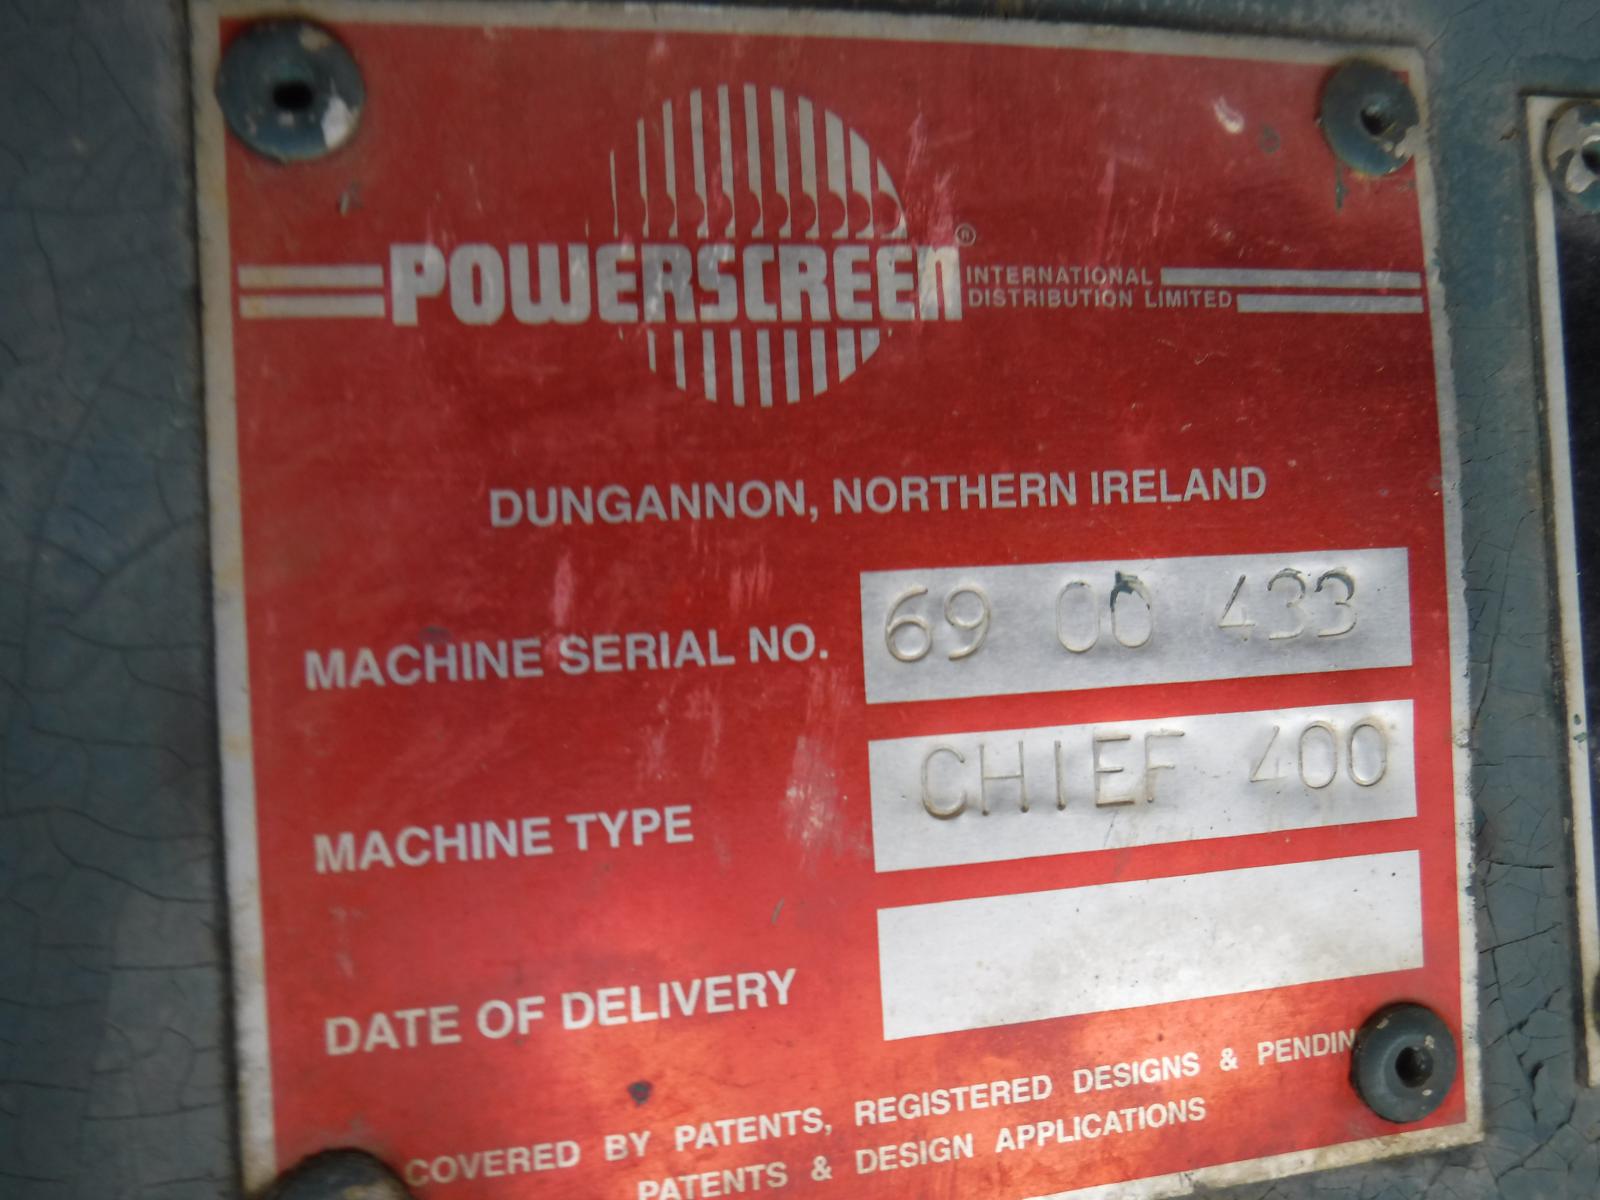 POWERSCREEN®
INTERNATIONAL
DISTRIBUTION LIMITED
DUNGANNON, NORTHERN IRELAND
MACHINE SERIAL NO. 69 00 433
MACHINE TYPE CHIEF 400
DATE OF DELIVERY
COVERED BY PATENTS, REGISTERED DESIGNS & PENDIN
PATENTS & DESIGN APPLICATIONS